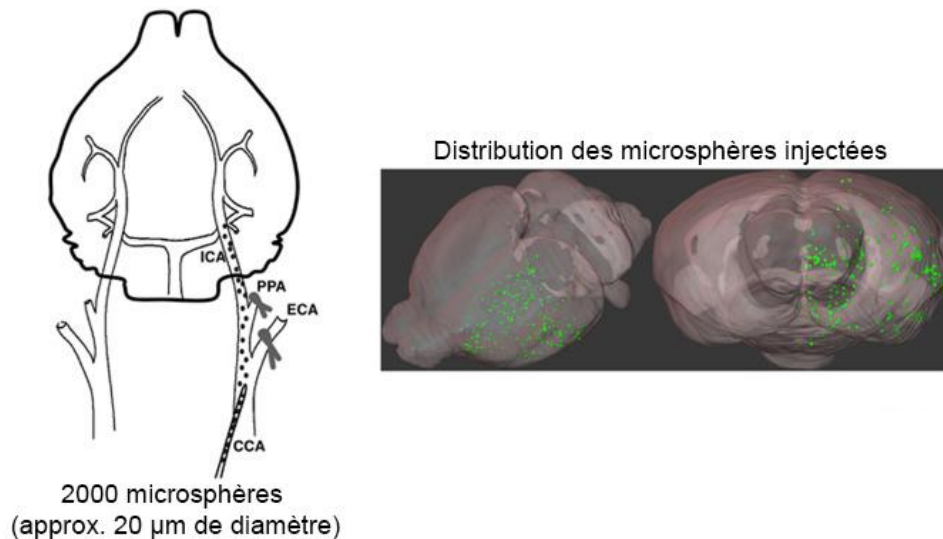 Distribution des microsphères injectées
ICA
PPA
ECA
CCA
2000 microsphères
(approx. 20 µm de diamètre)